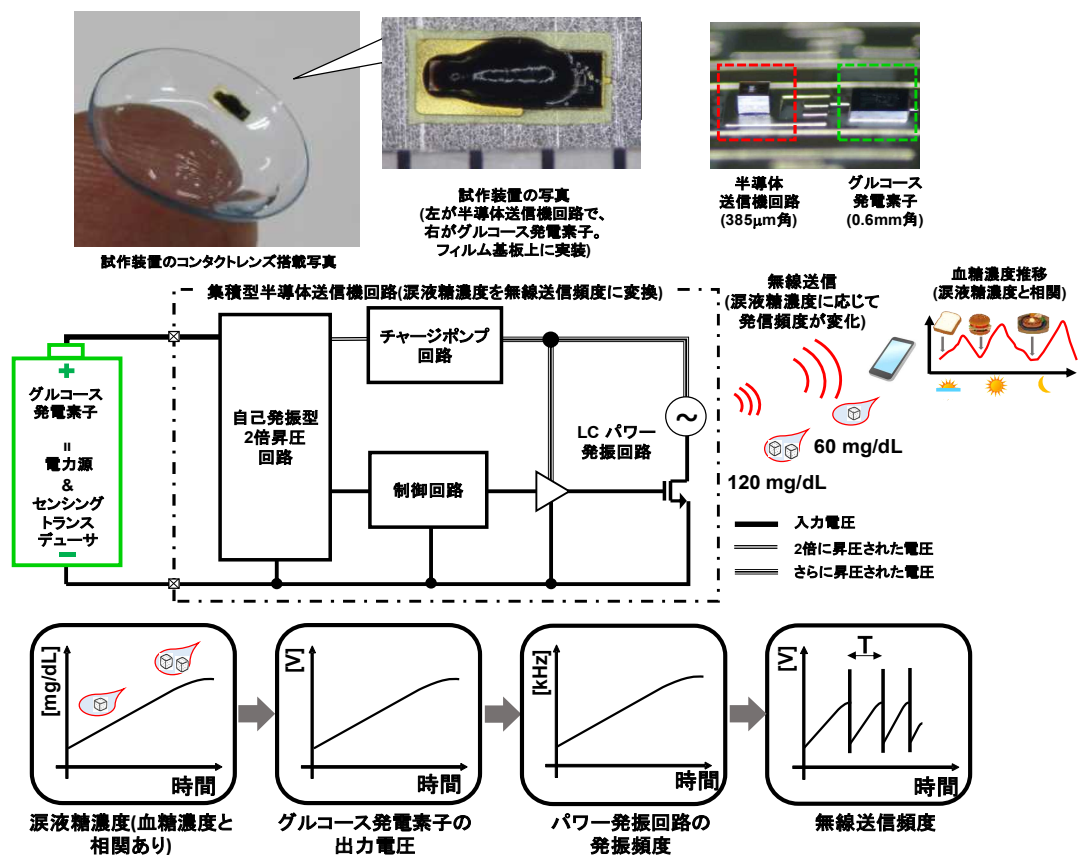 試作装置のコンタクトレンズ搭載写真
試作装置の写真
(左が半導体送信機回路で、
右がグルコース発電素子。
フィルム基板上に実装)
半導体
送信機回路
(385μm角)
グルコース
発電素子
(0.6mm角)
集積型半導体送信機回路(涙液糖濃度を無線送信頻度に変換)
無線送信
(涙液糖濃度に応じて
発信頻度が変化)
血糖濃度推移
(涙液糖濃度と相関)
+
グルコース
発電素子
=
電力源
&
センシング
トランス
デューサ
−
自己発振型
2倍昇圧
回路
チャージポンプ
回路
制御回路
LC パワー
発振回路
~
60 mg/dL
120 mg/dL
入力電圧
2倍に昇圧された電圧
さらに昇圧された電圧
[mg/dL]
時間
[V]
時間
[kHz]
時間
[V]
T
時間
涙液糖濃度(血糖濃度と
相関あり)
グルコース発電素子の
出力電圧
パワー発振回路の
発振頻度
無線送信頻度